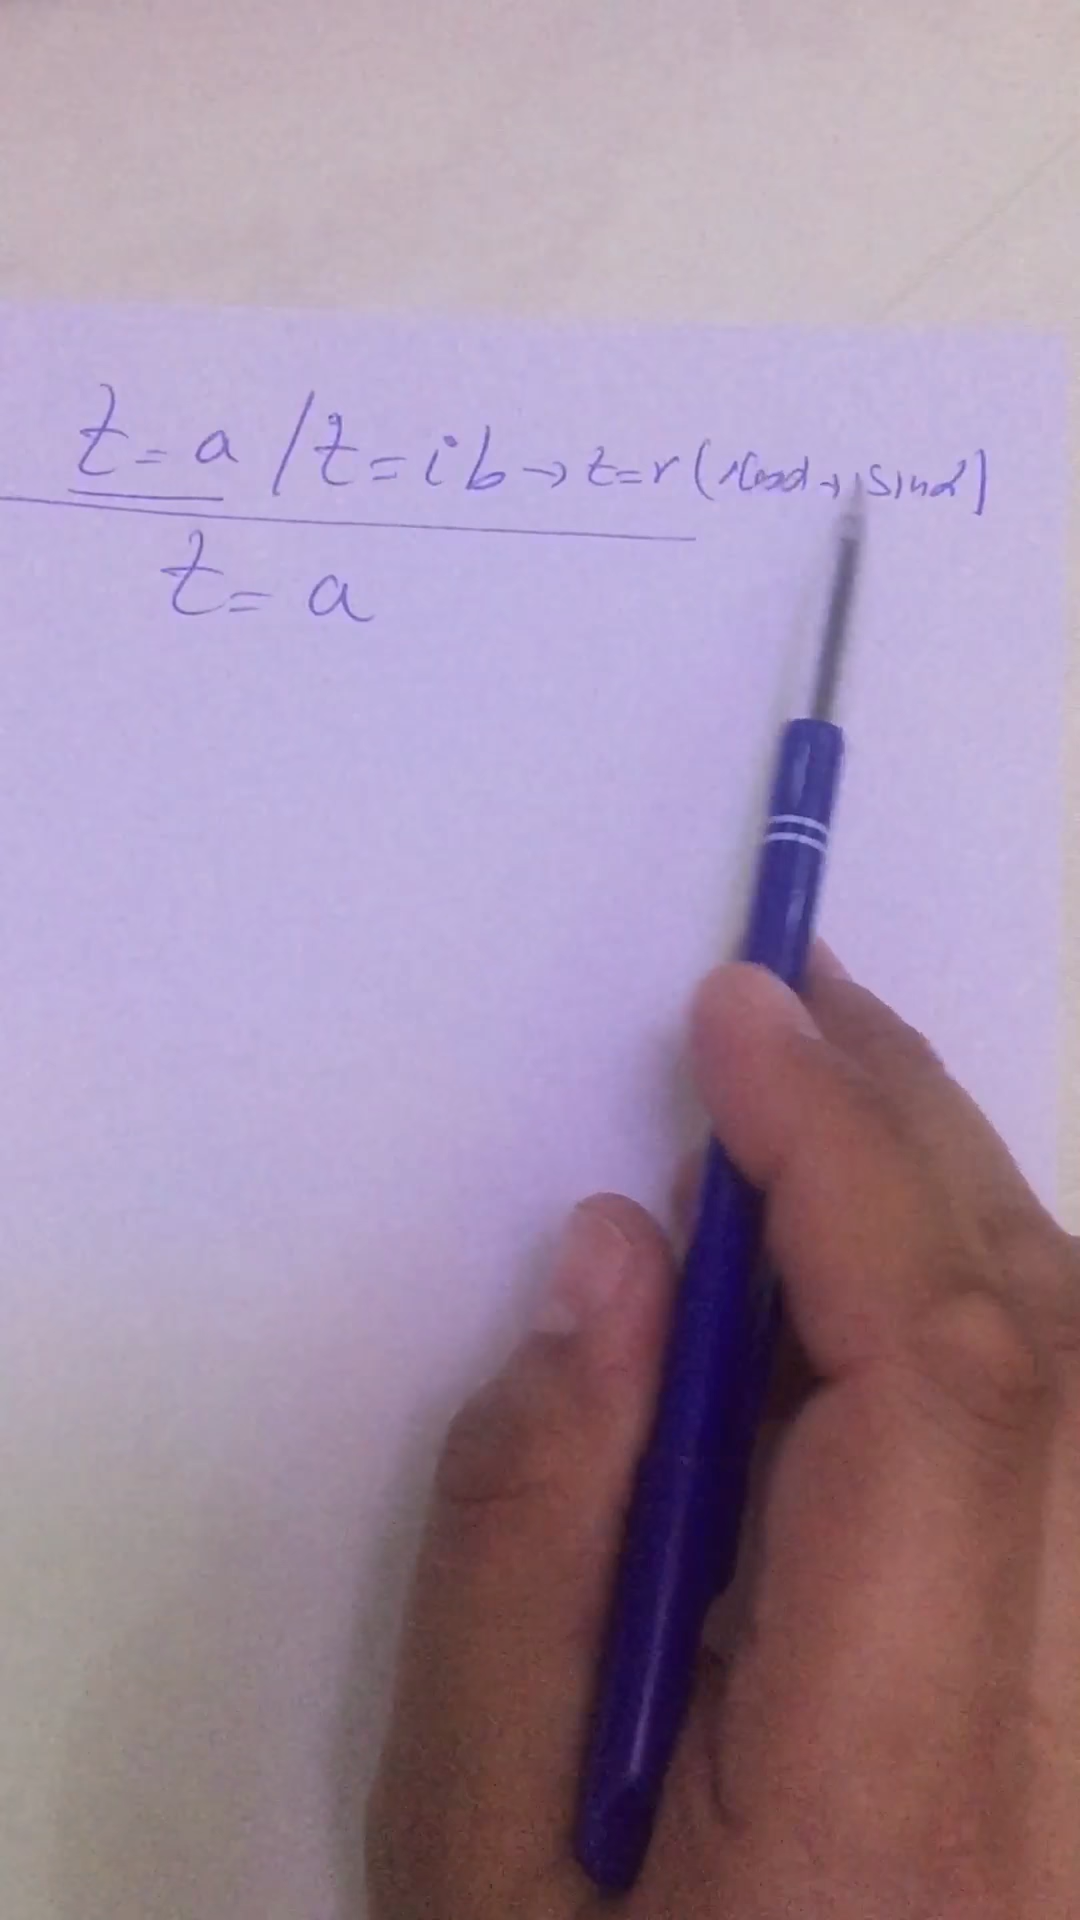 z = a / z = ib → z = r ( cosα + i sinα )
z = a